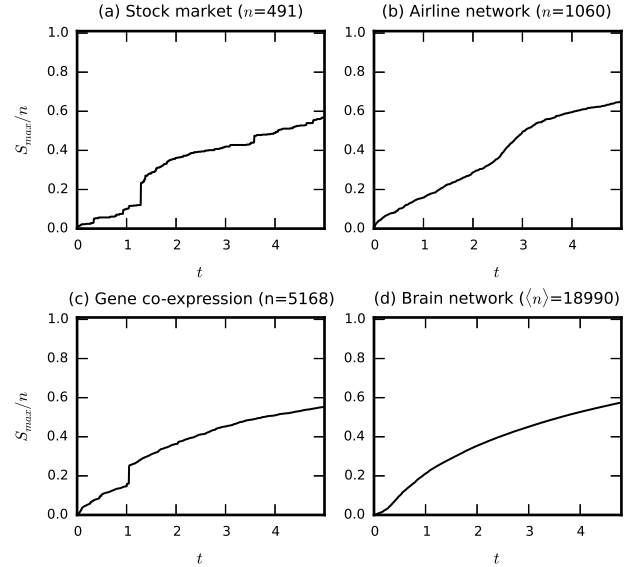 (a) Stock market (n=491)
(b) Airline network (n=1060)
1.0
0.8
0.6
0.4
0.2
0.0
S_max/n
0 1 2 3 4 5
t
1.0
0.8
0.6
0.4
0.2
0.0
0 1 2 3 4
t
(c) Gene co-expression (n=5168)
(d) Brain network (⟨n⟩=18990)
1.0
0.8
0.6
0.4
0.2
0.0
S_max/n
0 1 2 3 4 5
t
1.0
0.8
0.6
0.4
0.2
0.0
0 1 2 3 4
t